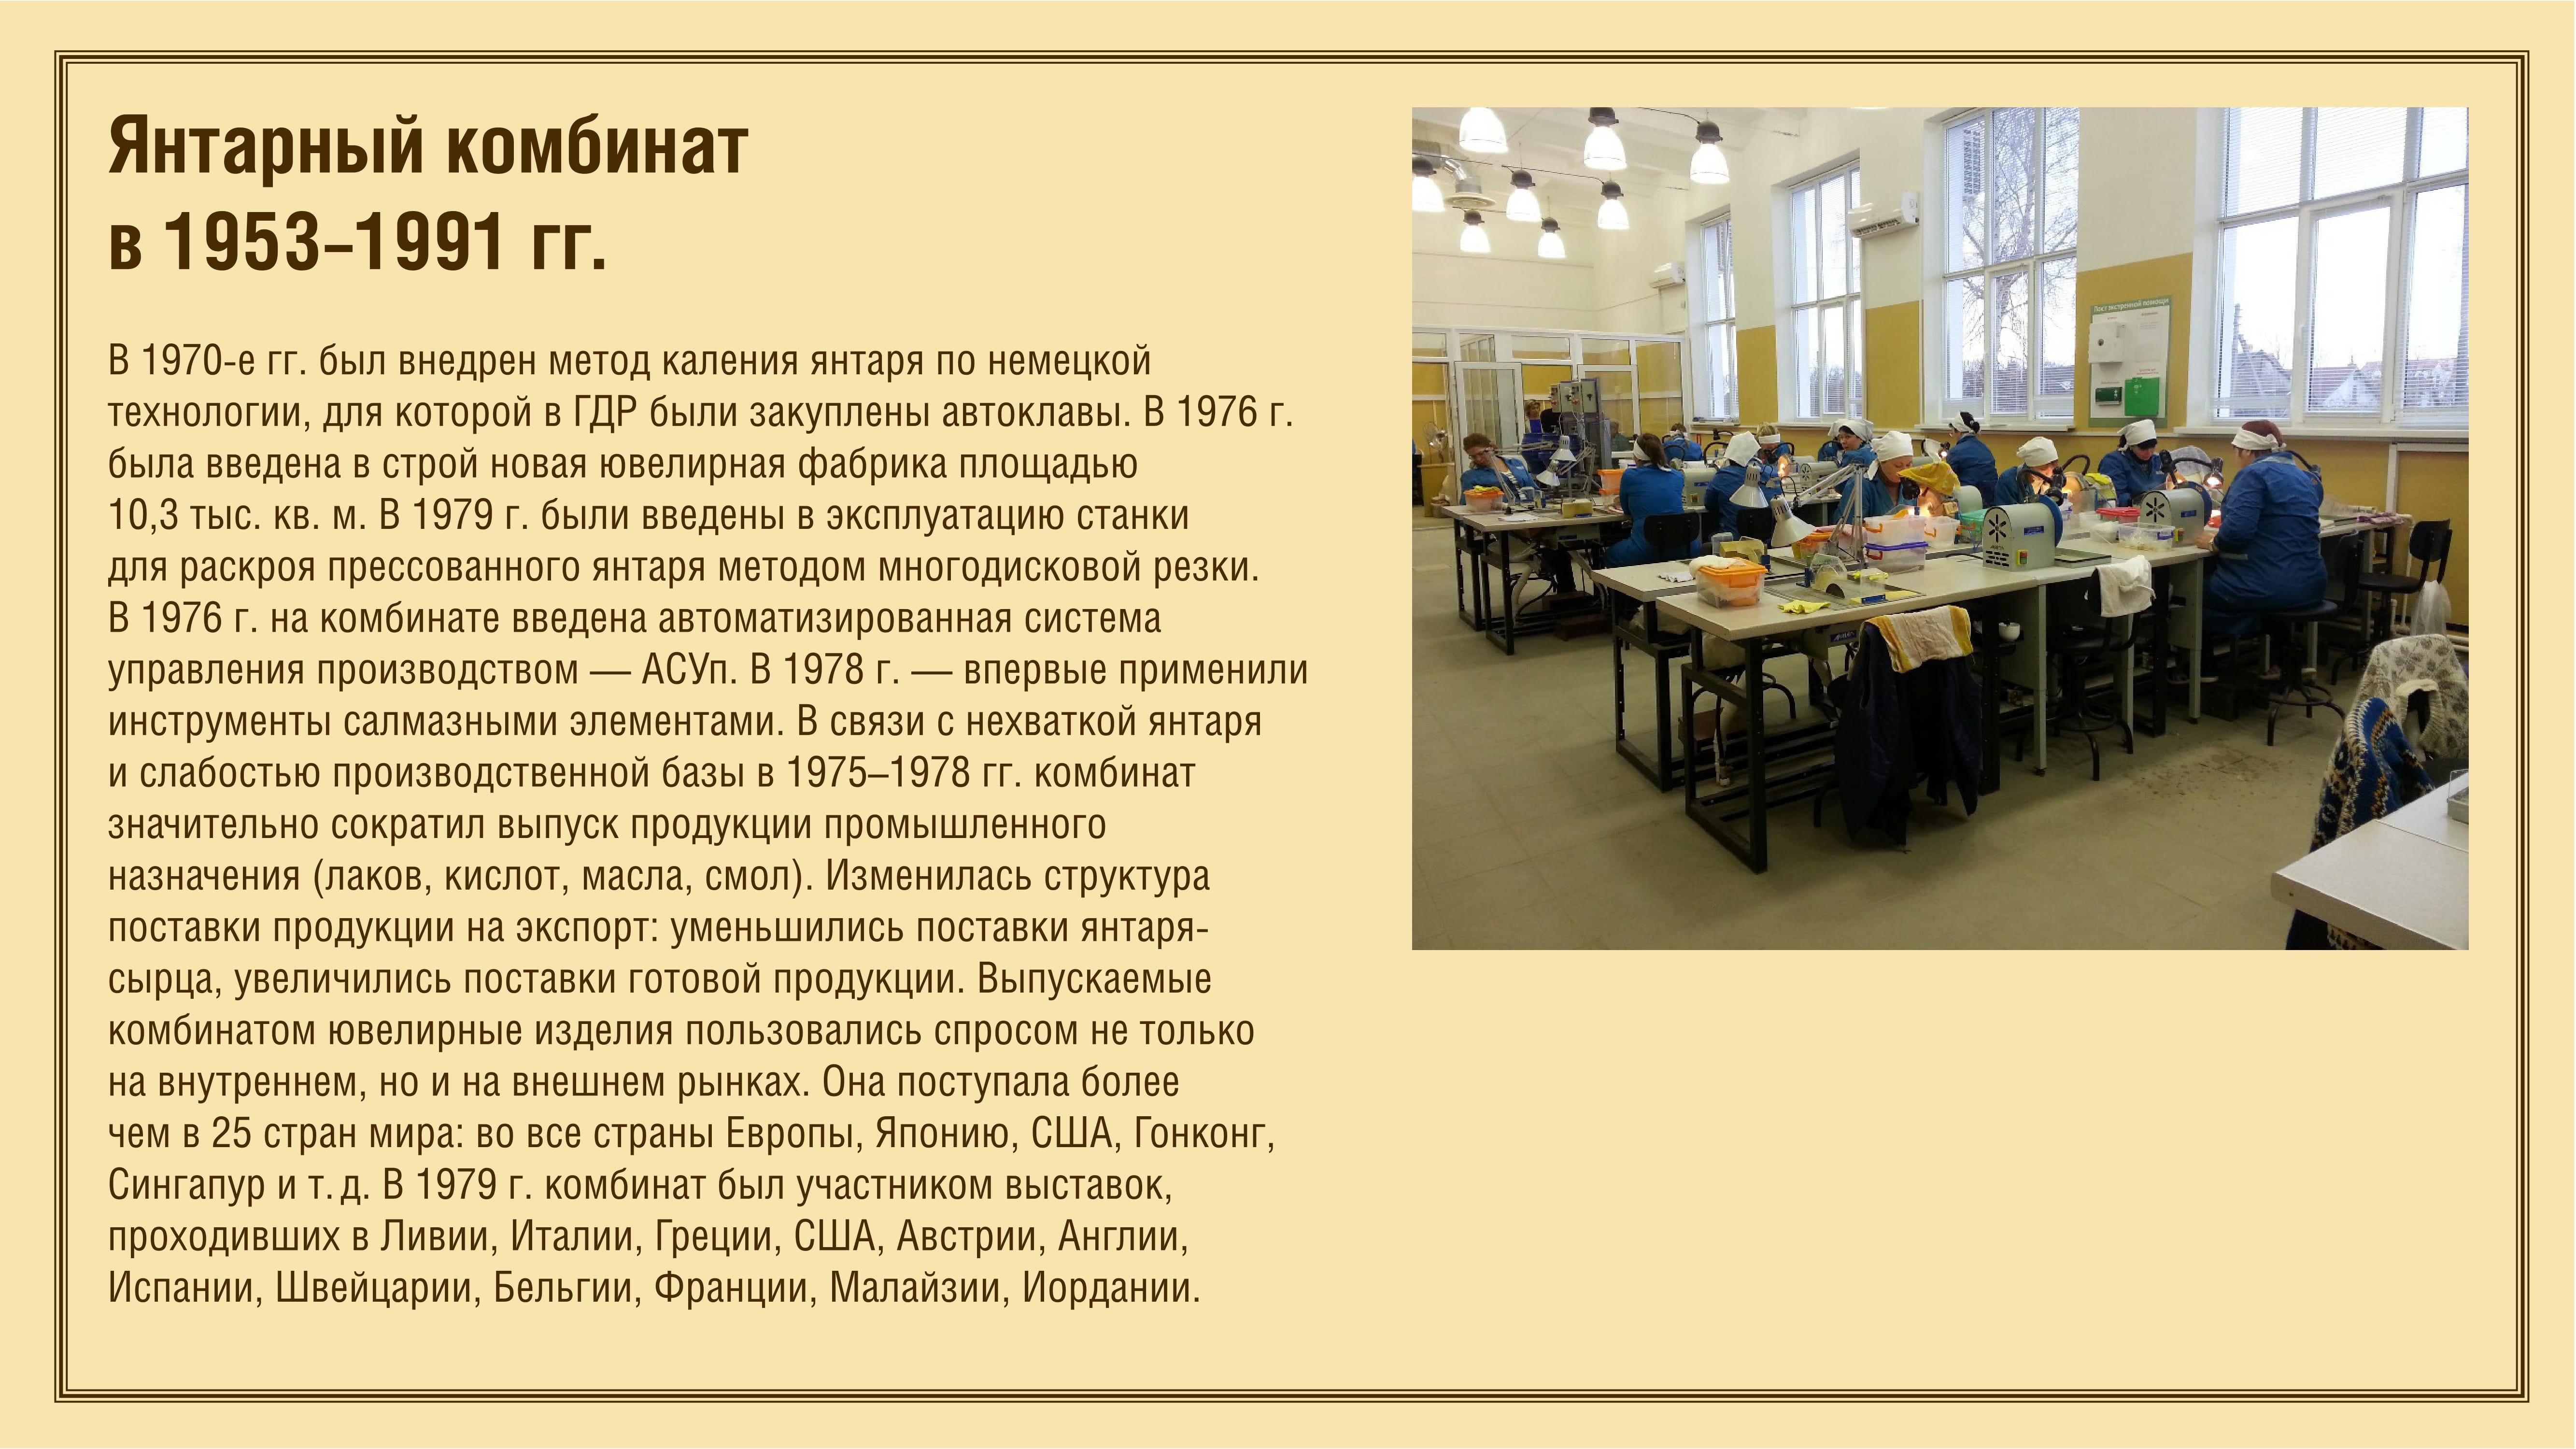 Янтарный комбинат
в 1953–1991 гг.
В 1970-е гг. был внедрен метод каления янтаря по немецкой
технологии, для которой в ГДР были закуплены автоклавы. В 1976 г.
была введена в строй новая ювелирная фабрика площадью
10,3 тыс. кв. м. В 1979 г. были введены в эксплуатацию станки
для раскроя прессованного янтаря методом многодисковой резки.
В 1976 г. на комбинате введена автоматизированная система
управления производством — АСУп. В 1978 г. — впервые применили
инструменты салмазными элементами. В связи с нехваткой янтаря
и слабостью производственной базы в 1975–1978 гг. комбинат
значительно сократил выпуск продукции промышленного
назначения (лаков, кислот, масла, смол). Изменилась структура
поставки продукции на экспорт: уменьшились поставки янтаря-
сырца, увеличились поставки готовой продукции. Выпускаемые
комбинатом ювелирные изделия пользовались спросом не только
на внутреннем, но и на внешнем рынках. Она поступала более
чем в 25 стран мира: во все страны Европы, Японию, США, Гонконг,
Сингапур и т. д. В 1979 г. комбинат был участником выставок,
проходивших в Ливии, Италии, Греции, США, Австрии, Англии,
Испании, Швейцарии, Бельгии, Франции, Малайзии, Иордании.
Пост экстренной помощи